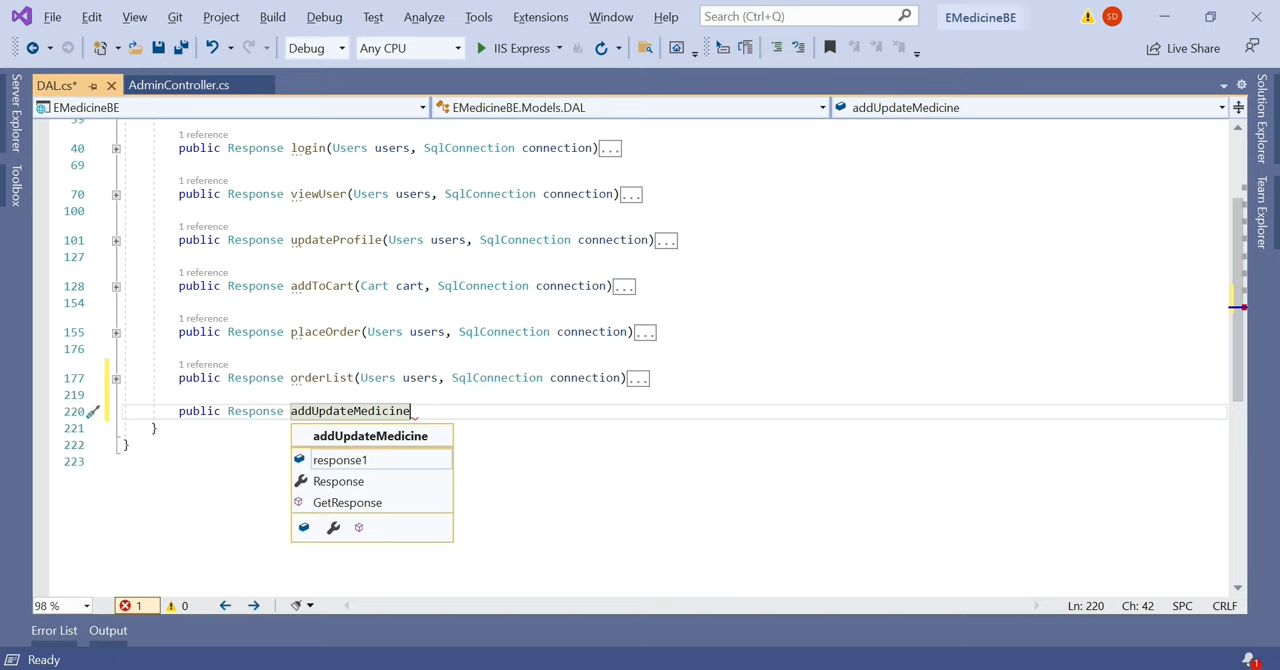 File Edit View Git Project Build Debug Test Analyze Tools Extensions Window Help Search (Ctrl+Q) EMedicineBE SD
Debug Any CPU IIS Express Live Share
DAL.cs* AdminController.cs
EMedicineBE EMedicineBE.Models.DAL addUpdateMedicine
Server Explorer
Toolbox
Solution Explorer
Team Explorer
39
1 reference
40 public Response login(Users users, SqlConnection connection)...
69
1 reference
70 public Response viewUser(Users users, SqlConnection connection)...
100
1 reference
101 public Response updateProfile(Users users, SqlConnection connection)...
127
1 reference
128 public Response addToCart(Cart cart, SqlConnection connection)...
154
1 reference
155 public Response placeOrder(Users users, SqlConnection connection)...
176
1 reference
177 public Response orderList(Users users, SqlConnection connection)...
219
220 public Response addUpdateMedicine
221 }
222 }
223
addUpdateMedicine
response1
Response
GetResponse
98 % 1 0 Ln: 220 Ch: 42 SPC CRLF
Error List Output
Ready 1